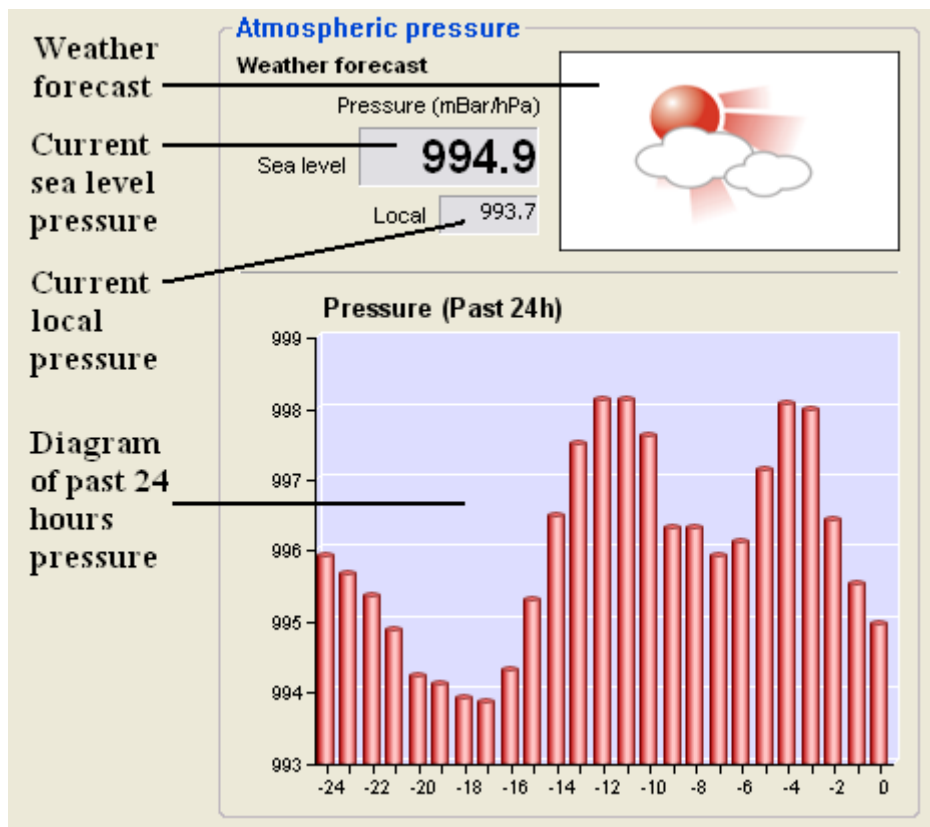 Atmospheric pressure
Weather
forecast
Weather forecast
Pressure (mBar/hPa)
Current
sea level
pressure
Sea level 994.9
Local 993.7
Current
local
pressure
Pressure (Past 24h)
999
998
997
996
995
994
993
Diagram
of past 24
hours
pressure
-24 -22 -20 -18 -16 -14 -12 -10 -8 -6 -4 -2 0